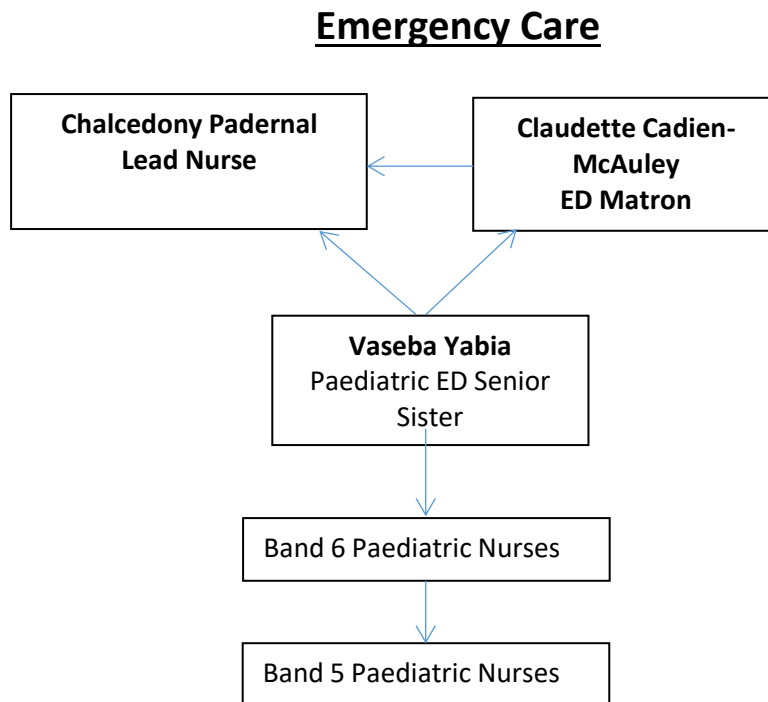 Emergency Care
Chalcedony Padernal
Lead Nurse
Claudette Cadien-
McAuley
ED Matron
Vaseba Yabia
Paediatric ED Senior
Sister
Band 6 Paediatric Nurses
Band 5 Paediatric Nurses